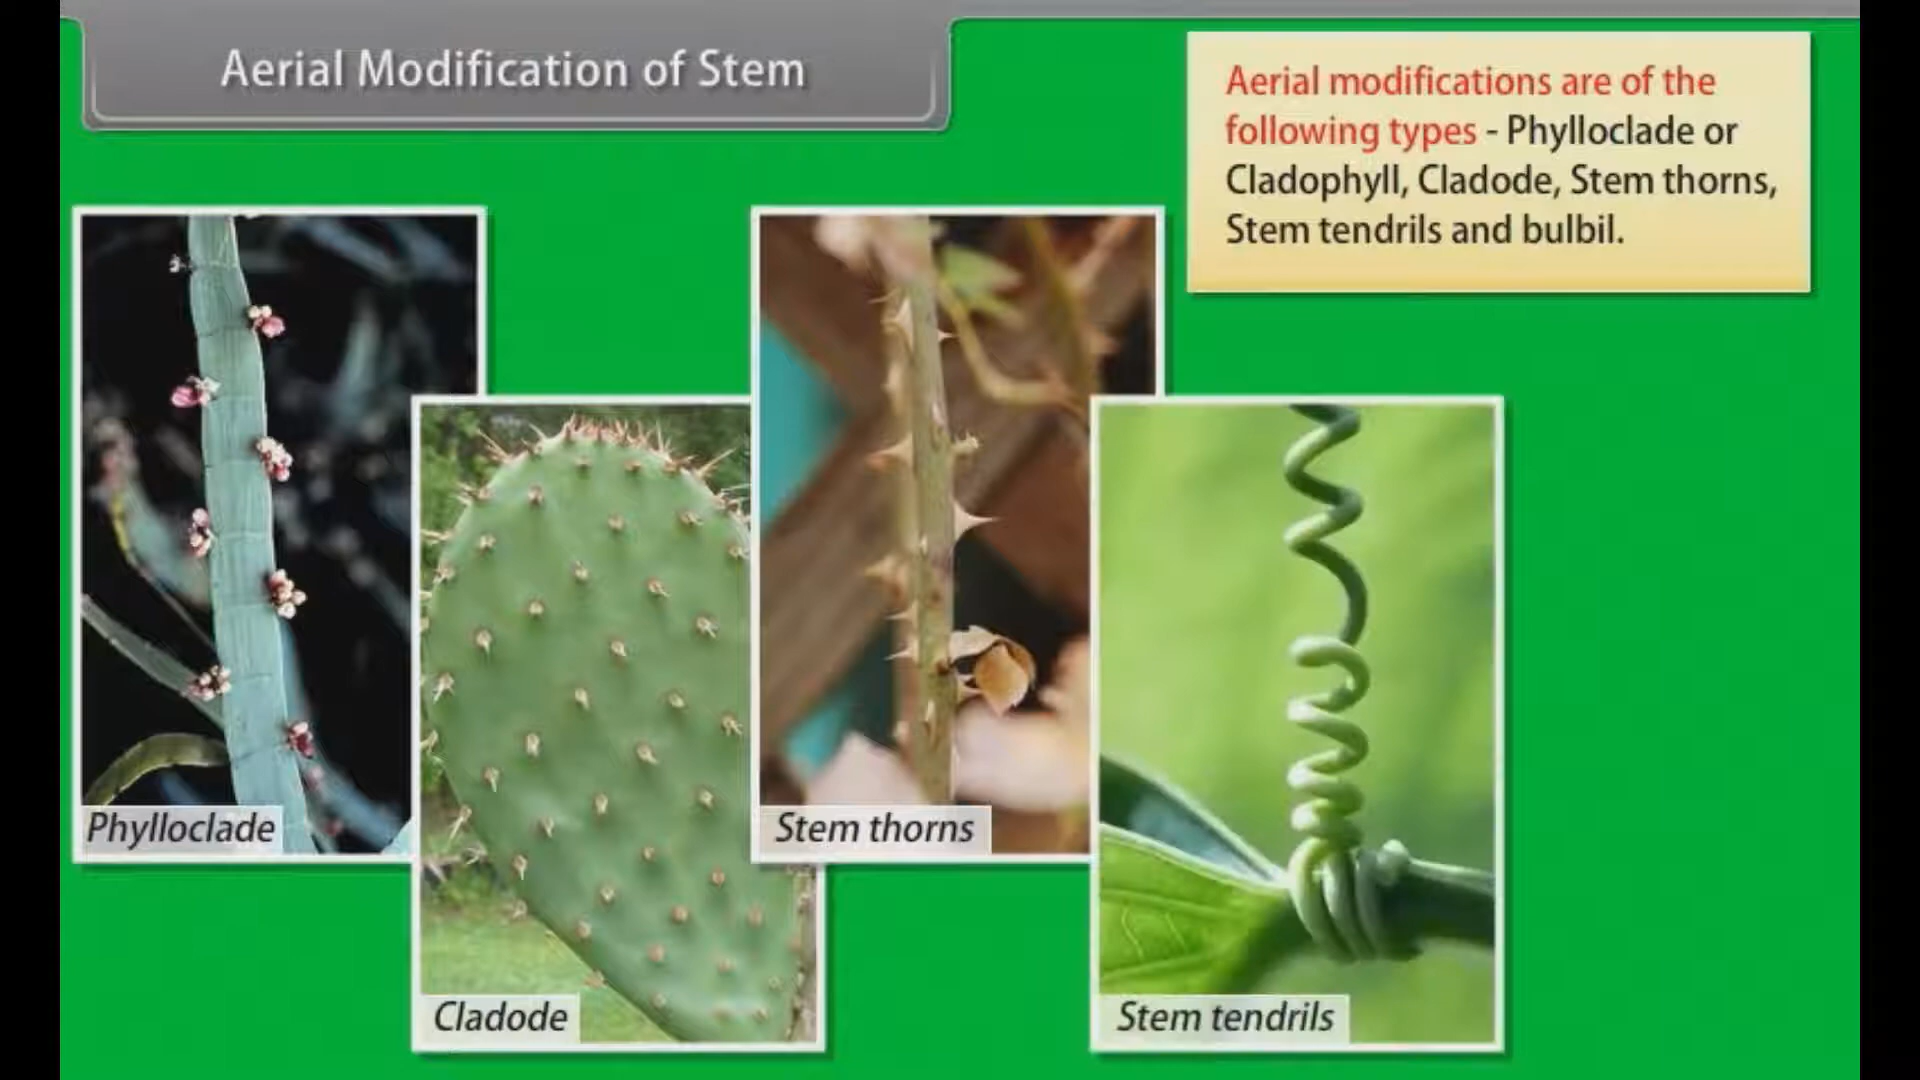 Aerial Modification of Stem
Aerial modifications are of the
following types - Phylloclade or
Cladophyll, Cladode, Stem thorns,
Stem tendrils and bulbil.
Phylloclade
Cladode
Stem thorns
Stem tendrils